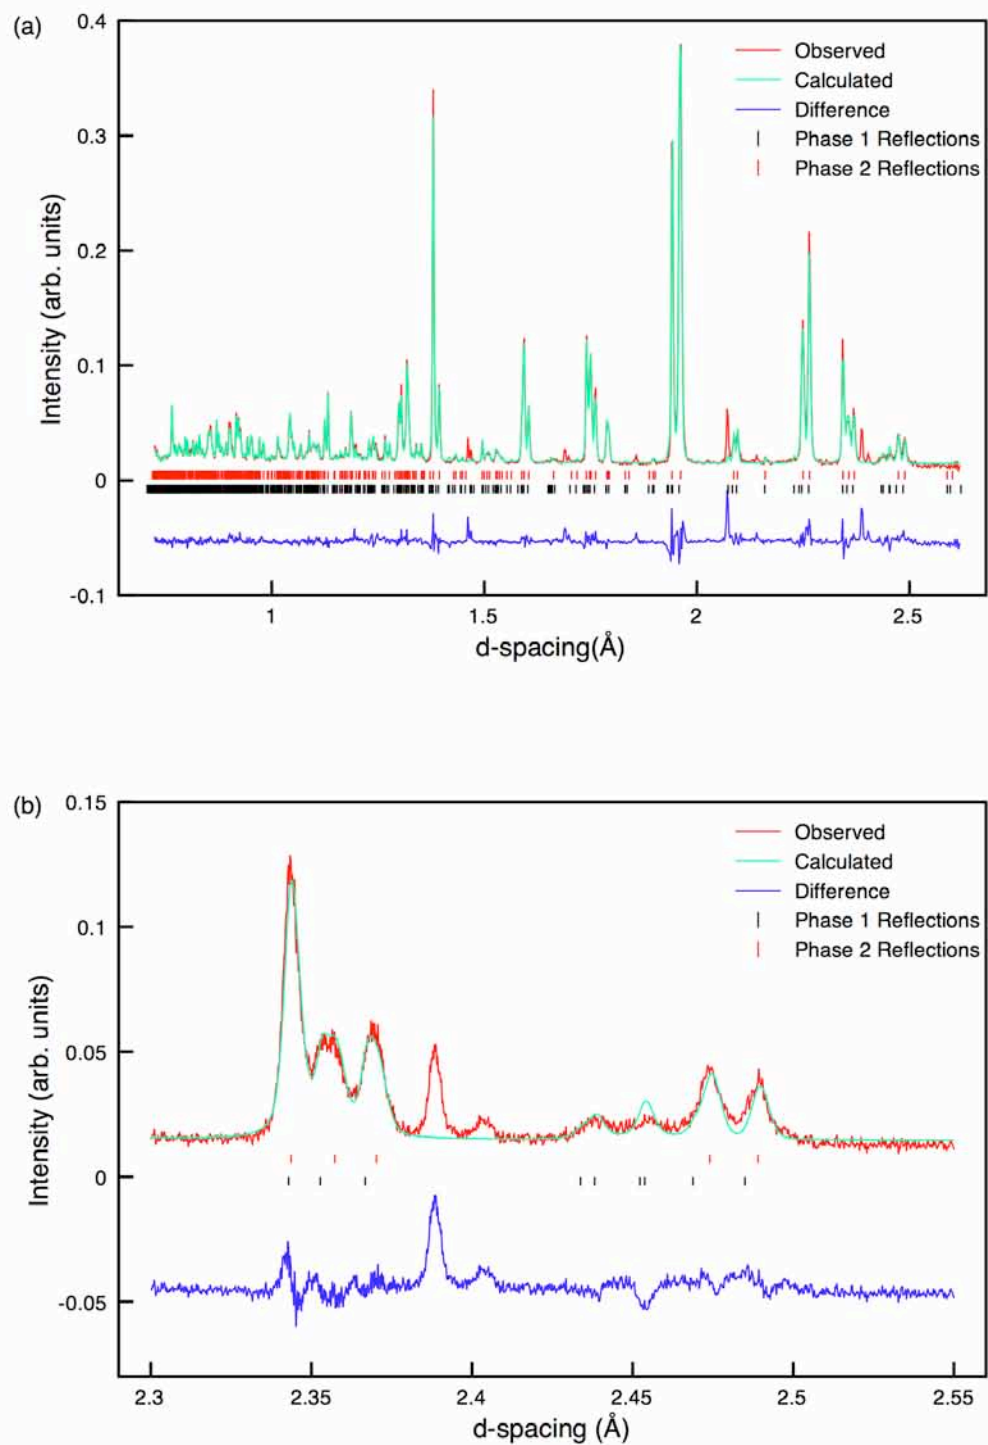 (a)
0.4
0.3
0.2
0.1
0
-0.1
Intensity (arb. units)
Observed
Calculated
Difference
Phase 1 Reflections
Phase 2 Reflections
1
1.5
2
2.5
d-spacing(Å)
(b)
0.15
0.1
0.05
0
-0.05
Intensity (arb. units)
Observed
Calculated
Difference
Phase 1 Reflections
Phase 2 Reflections
2.3
2.35
2.4
2.45
2.5
2.55
d-spacing (Å)